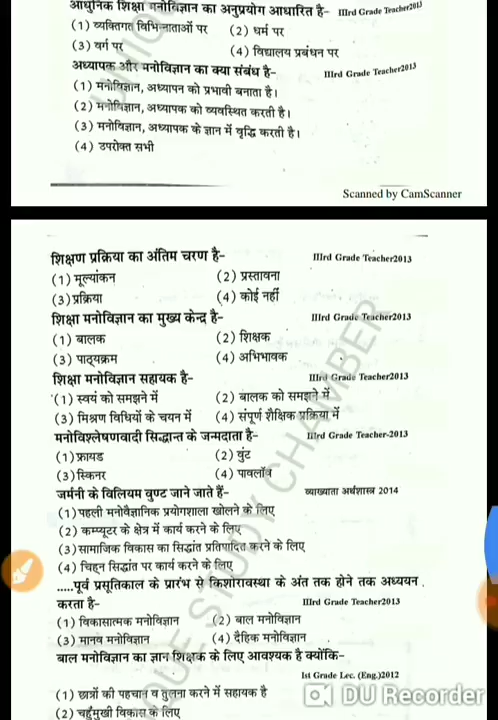 आधुनिक शिक्षा मनोविज्ञान का अनुप्रयोग आधारित है- IIIrd Grade Teacher2013
(1) व्यक्तिगत विभिन्नताओं पर (2) धर्म पर
(3) वर्ग पर (4) विद्यालय प्रबंधन पर
अध्यापक और मनोविज्ञान का क्या संबंध है- IIIrd Grade Teacher2013
(1) मनोविज्ञान, अध्यापन को प्रभावी बनाता है।
(2) मनोविज्ञान, अध्यापक को व्यवस्थित करती है।
(3) मनोविज्ञान, अध्यापक के ज्ञान में वृद्धि करती है।
(4) उपरोक्त सभी
Scanned by CamScanner
शिक्षण प्रक्रिया का अंतिम चरण है- IIIrd Grade Teacher2013
(1) मूल्यांकन (2) प्रस्तावना
(3) प्रक्रिया (4) कोई नहीं
शिक्षा मनोविज्ञान का मुख्य केन्द्र है- IIIrd Grade Teacher2013
(1) बालक (2) शिक्षक
(3) पाठ्यक्रम (4) अभिभावक
शिक्षा मनोविज्ञान सहायक है- IIIrd Grade Teacher2013
(1) स्वयं को समझने में (2) बालक को समझने में
(3) मिश्रण विधियों के चयन में (4) संपूर्ण शैक्षिक प्रक्रिया में
मनोविश्लेषणवादी सिद्धान्त के जन्मदाता है- IIIrd Grade Teacher-2013
(1) फ्रायड (2) वुंट
(3) स्किनर (4) पावलॉव
जर्मनी के विलियम वुण्ट जाने जाते हैं- व्याख्याता अर्थशास्त्र 2014
(1) पहली मनोवैज्ञानिक प्रयोगशाला खोलने के लिए
(2) कम्प्यूटर के क्षेत्र में कार्य करने के लिए
(3) सामाजिक विकास का सिद्धांत प्रतिपादित करने के लिए
(4) चिह्न सिद्धांत पर कार्य करने के लिए
.....पूर्व प्रसूतिकाल के प्रारंभ से किशोरावस्था के अंत तक होने तक अध्ययन
करता है- IIIrd Grade Teacher2013
(1) विकासात्मक मनोविज्ञान (2) बाल मनोविज्ञान
(3) मानव मनोविज्ञान (4) दैहिक मनोविज्ञान
बाल मनोविज्ञान का ज्ञान शिक्षक के लिए आवश्यक है क्योंकि-
Ist Grade Lec. (Eng.)2012
(1) छात्रों की पहचान व तुलना करने में सहायक है
(2) चहुँमुखी विकास के लिए
DU Recorder